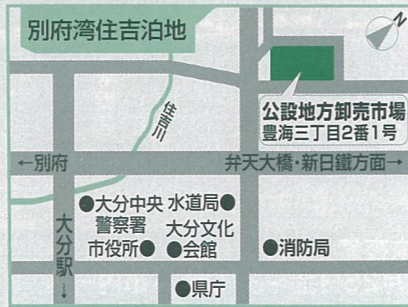 別府湾住吉泊地
N
住吉川
公設地方卸売市場
豊海三丁目2番1号
←別府
弁天大橋・新日鐵方面→
●大分中央
警察署
水道局●
大分文化
●会館
市役所●
●消防局
大分駅↓
●県庁